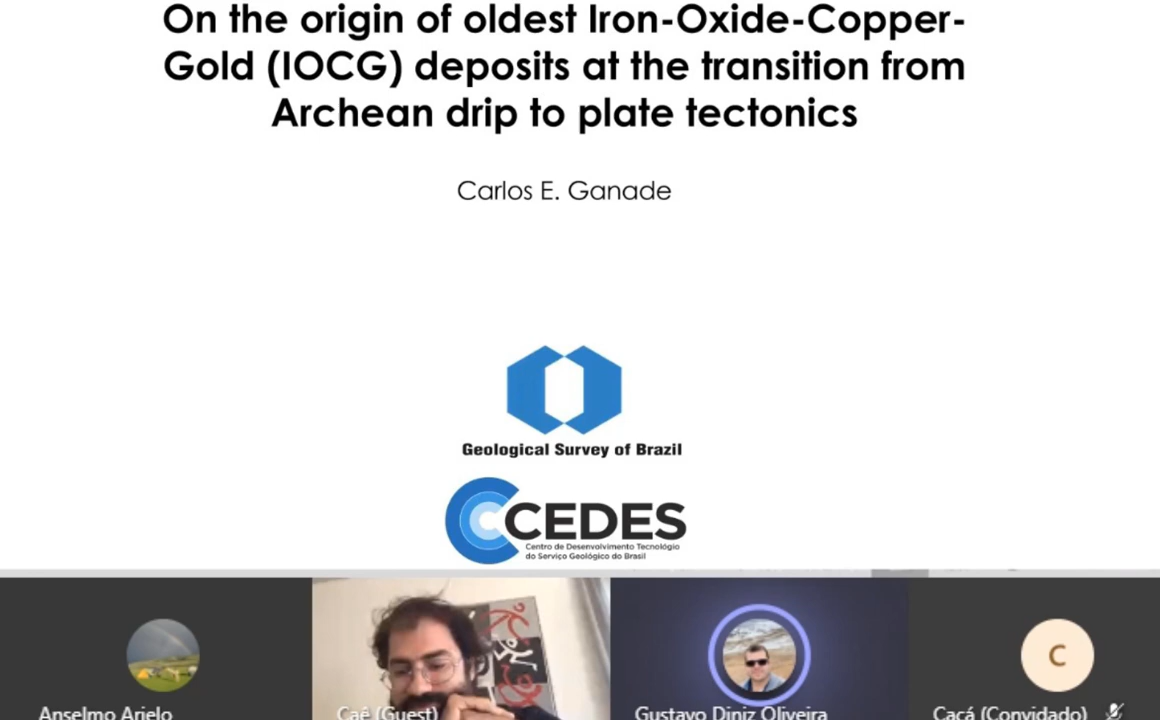 On the origin of oldest Iron-Oxide-Copper-
Gold (IOCG) deposits at the transition from
Archean drip to plate tectonics
Carlos E. Ganade
Geological Survey of Brazil
CEDES
Centro de Desenvolvimento Tecnológico
do Serviço Geológico do Brasil
Anselmo Arielo
Caê (Guest)
Gustavo Diniz Oliveira
C
Cacá (Convidado)